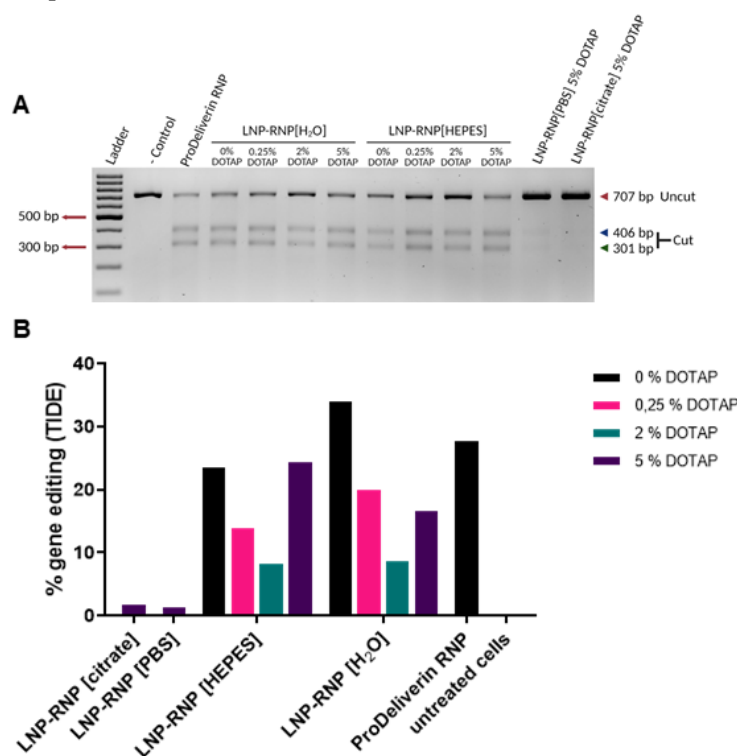 A
Ladder
- Control
ProDeliverin RNP
LNP-RNP[H₂O]
0% DOTAP
0.25% DOTAP
2% DOTAP
5% DOTAP
LNP-RNP[HEPES]
0% DOTAP
0.25% DOTAP
2% DOTAP
5% DOTAP
LNP-RNP[PBS] 5% DOTAP
LNP-RNP[citrate] 5% DOTAP
500 bp
300 bp
707 bp Uncut
406 bp
301 bp
Cut
B
% gene editing (TIDE)
40
30
20
10
0
LNP-RNP [citrate]
LNP-RNP [PBS]
LNP-RNP [HEPES]
LNP-RNP [H₂O]
ProDeliverin RNP
untreated cells
0 % DOTAP
0,25 % DOTAP
2 % DOTAP
5 % DOTAP